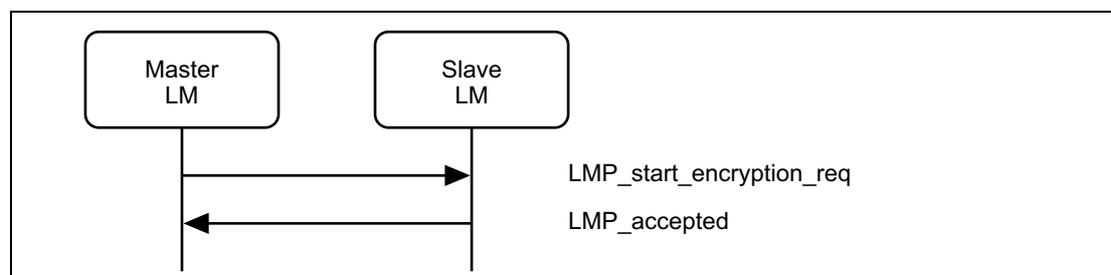 Master
LM
Slave
LM
LMP_start_encryption_req
LMP_accepted